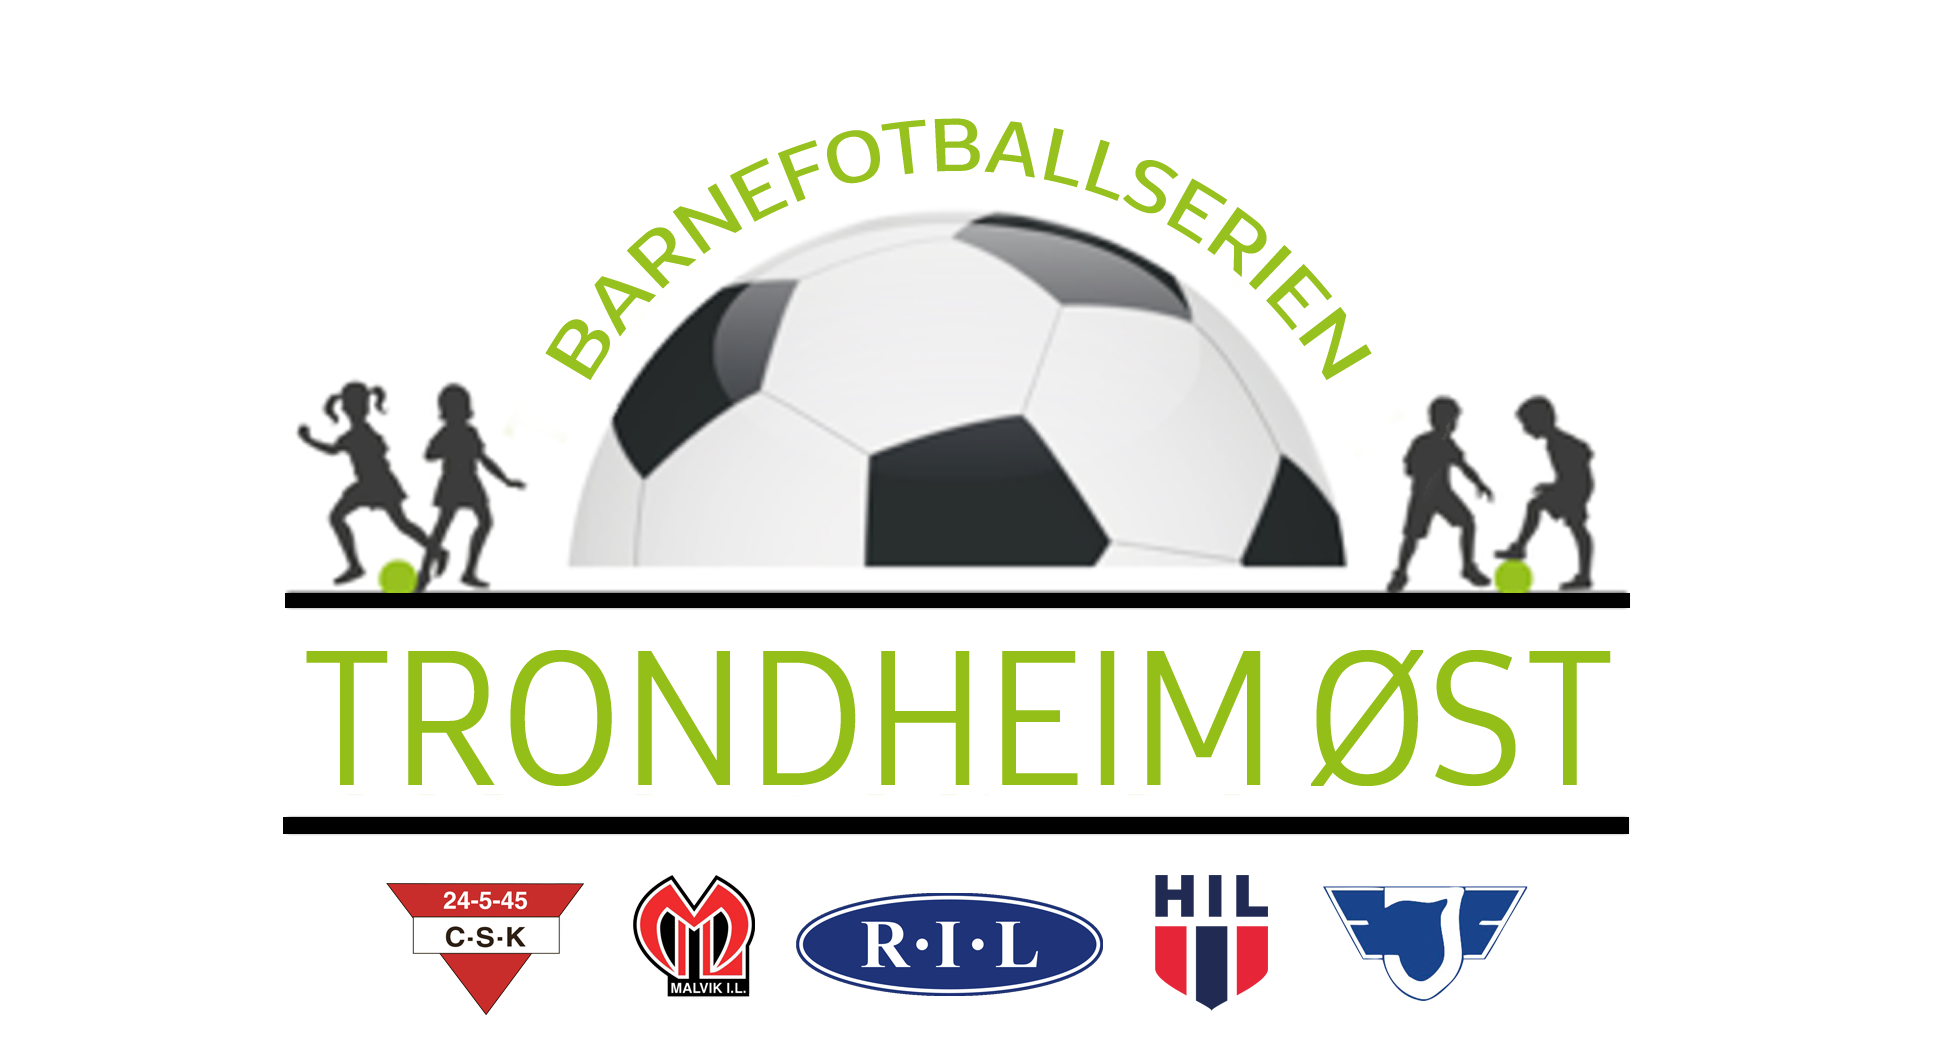 BARNEFOTBALLSERIEN
TRONDHEIM ØST
24-5-45
C·S·K
MALVIK I.L.
R·I·L
HIL
J